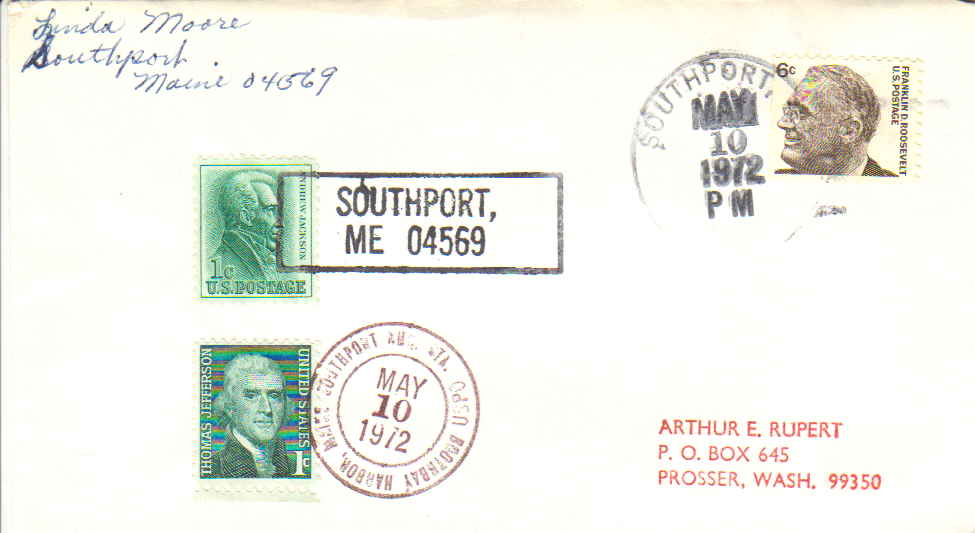 Linda Moore
Southport
Maine 04569
SOUTHPORT,
MAY
10
1972
PM
6c
FRANKLIN D. ROOSEVELT
U.S. POSTAGE
ANDREW JACKSON
1c
U.S. POSTAGE
SOUTHPORT,
ME 04569
THOMAS JEFFERSON
UNITED STATES
1c
SOUTHPORT STA. USPO BOOTHBAY HARBOR,
MAY
10
1972
ARTHUR E. RUPERT
P. O. BOX 645
PROSSER, WASH. 99350